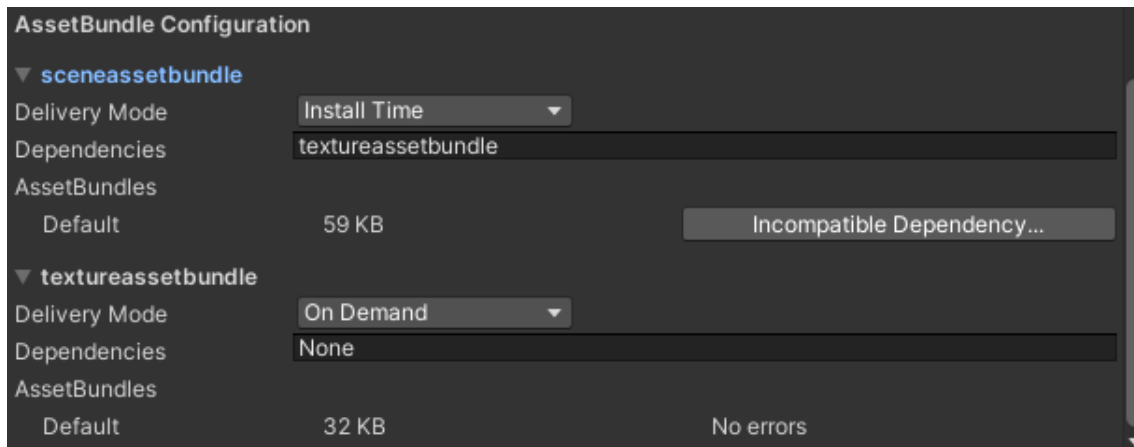 AssetBundle Configuration
sceneassetbundle
Delivery Mode Install Time
Dependencies textureassetbundle
AssetBundles
Default 59 KB Incompatible Dependency...
textureassetbundle
Delivery Mode On Demand
Dependencies None
AssetBundles
Default 32 KB No errors